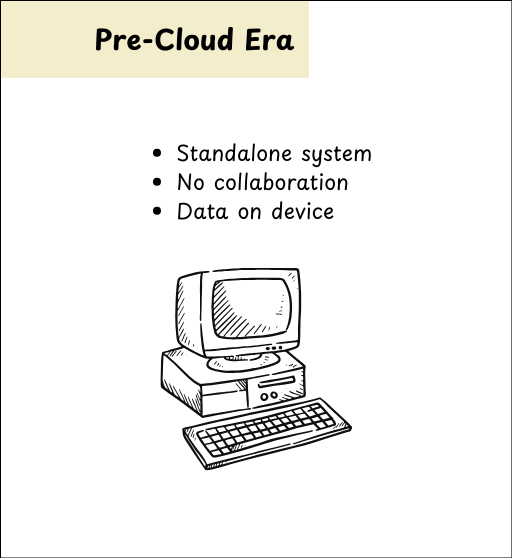 Pre-Cloud Era
• Standalone system
• No collaboration
• Data on device